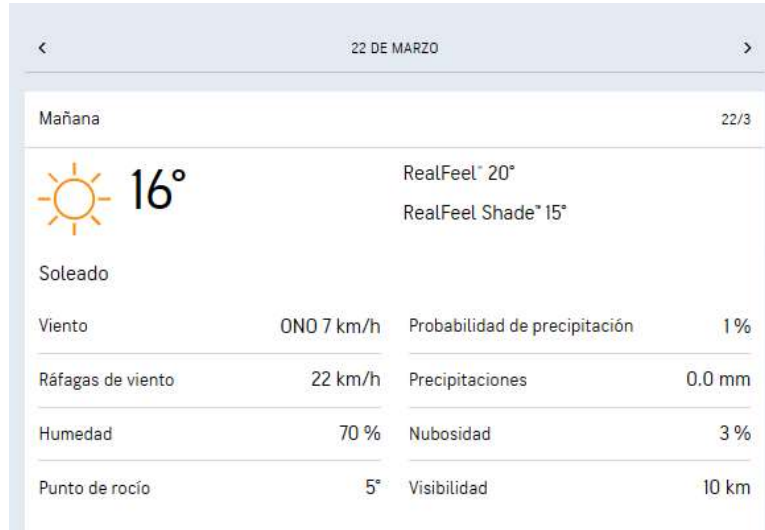 22 DE MARZO
Mañana 22/3
16°
RealFeel® 20°
RealFeel Shade™ 15°
Soleado
Viento ONO 7 km/h Probabilidad de precipitación 1 %
Ráfagas de viento 22 km/h Precipitaciones 0.0 mm
Humedad 70 % Nubosidad 3 %
Punto de rocío 5° Visibilidad 10 km